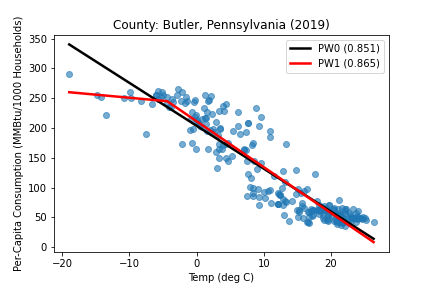 County: Butler, Pennsylvania (2019)
Per-Capita Consumption (MMBtu/1000 Households)
350
300
250
200
150
100
50
0
PW0 (0.851)
PW1 (0.865)
−20
−10
0
10
20
Temp (deg C)